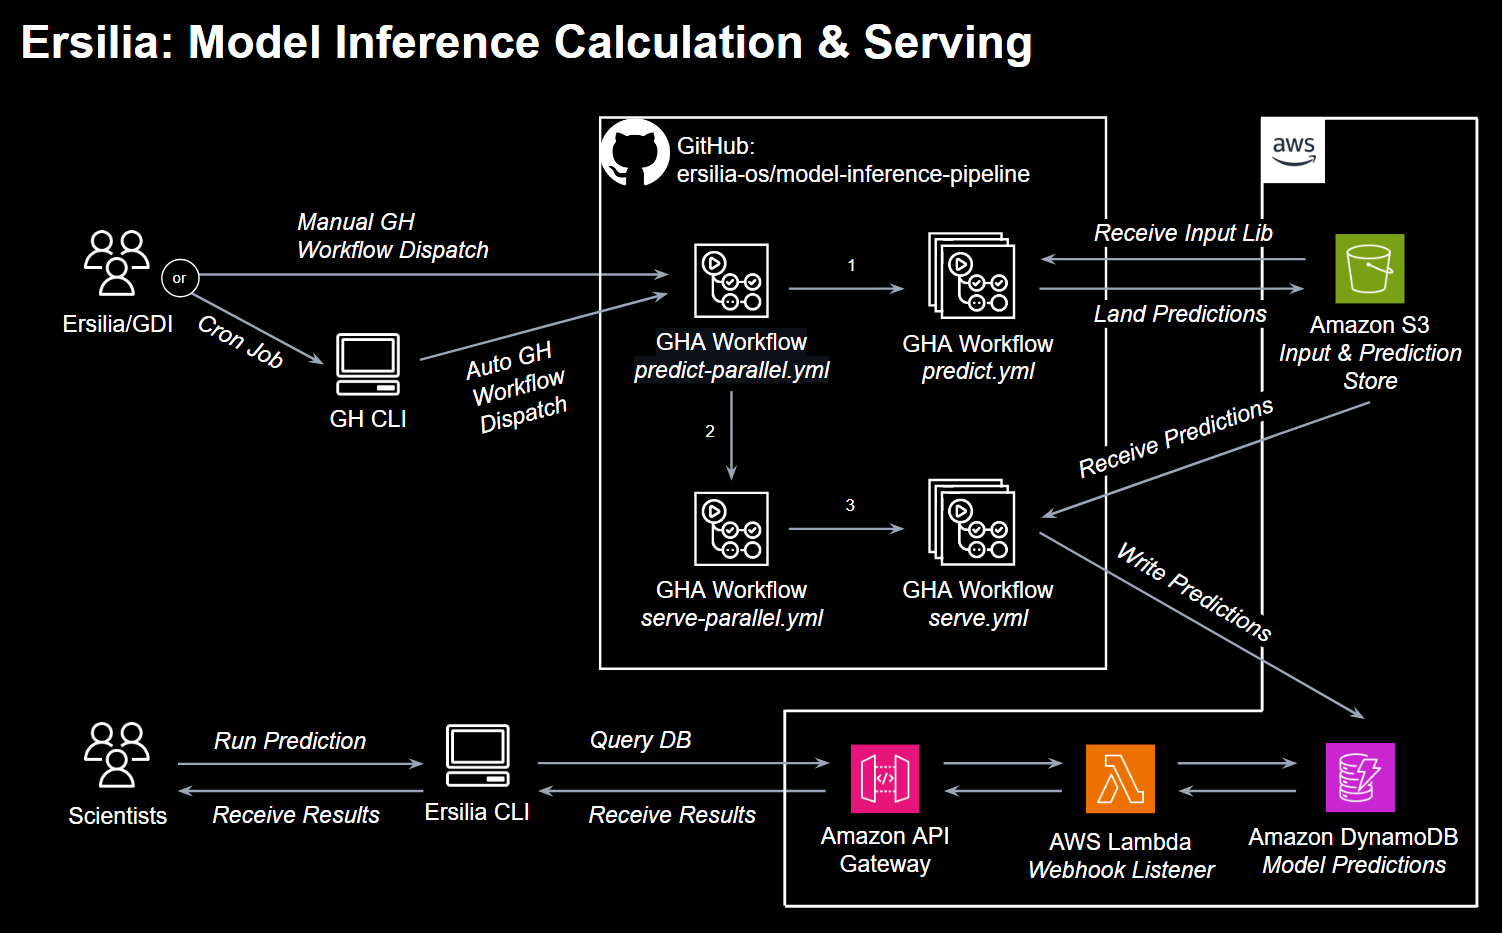 Ersilia: Model Inference Calculation & Serving
GitHub:
ersilia-os/model-inference-pipeline
aws
Manual GH
Workflow Dispatch
or
Ersilia/GDI
Cron Job
GH CLI
Auto GH
Workflow
Dispatch
GHA Workflow
predict-parallel.yml
1
GHA Workflow
predict.yml
Receive Input Lib
Land Predictions
Amazon S3
Input & Prediction
Store
2
Receive Predictions
GHA Workflow
serve-parallel.yml
3
GHA Workflow
serve.yml
Write Predictions
Scientists
Run Prediction
Receive Results
Ersilia CLI
Query DB
Receive Results
Amazon API
Gateway
AWS Lambda
Webhook Listener
Amazon DynamoDB
Model Predictions